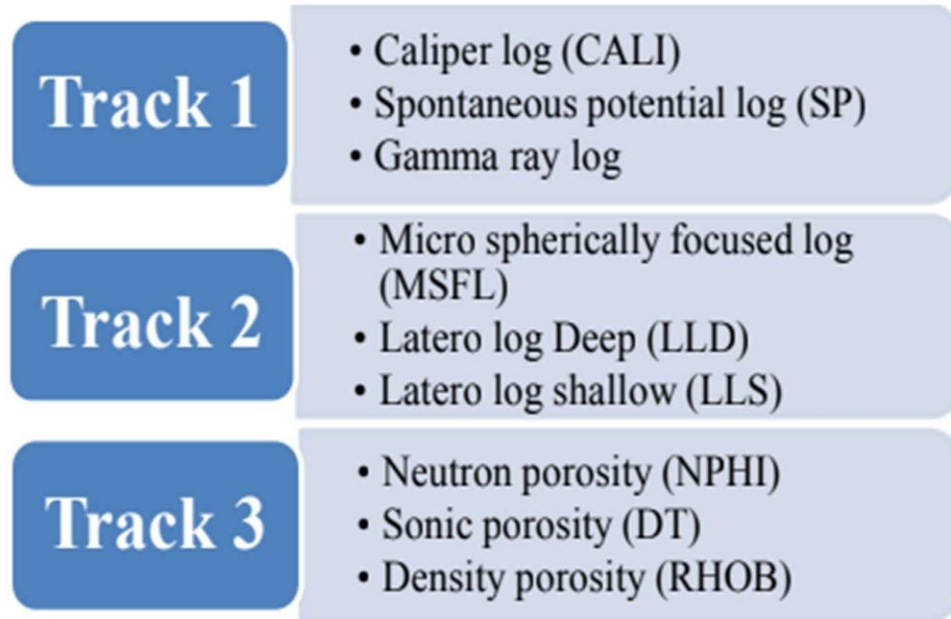 Track 1
• Caliper log (CALI)
• Spontaneous potential log (SP)
• Gamma ray log
Track 2
• Micro spherically focused log
(MSFL)
• Latero log Deep (LLD)
• Latero log shallow (LLS)
Track 3
• Neutron porosity (NPHI)
• Sonic porosity (DT)
• Density porosity (RHOB)